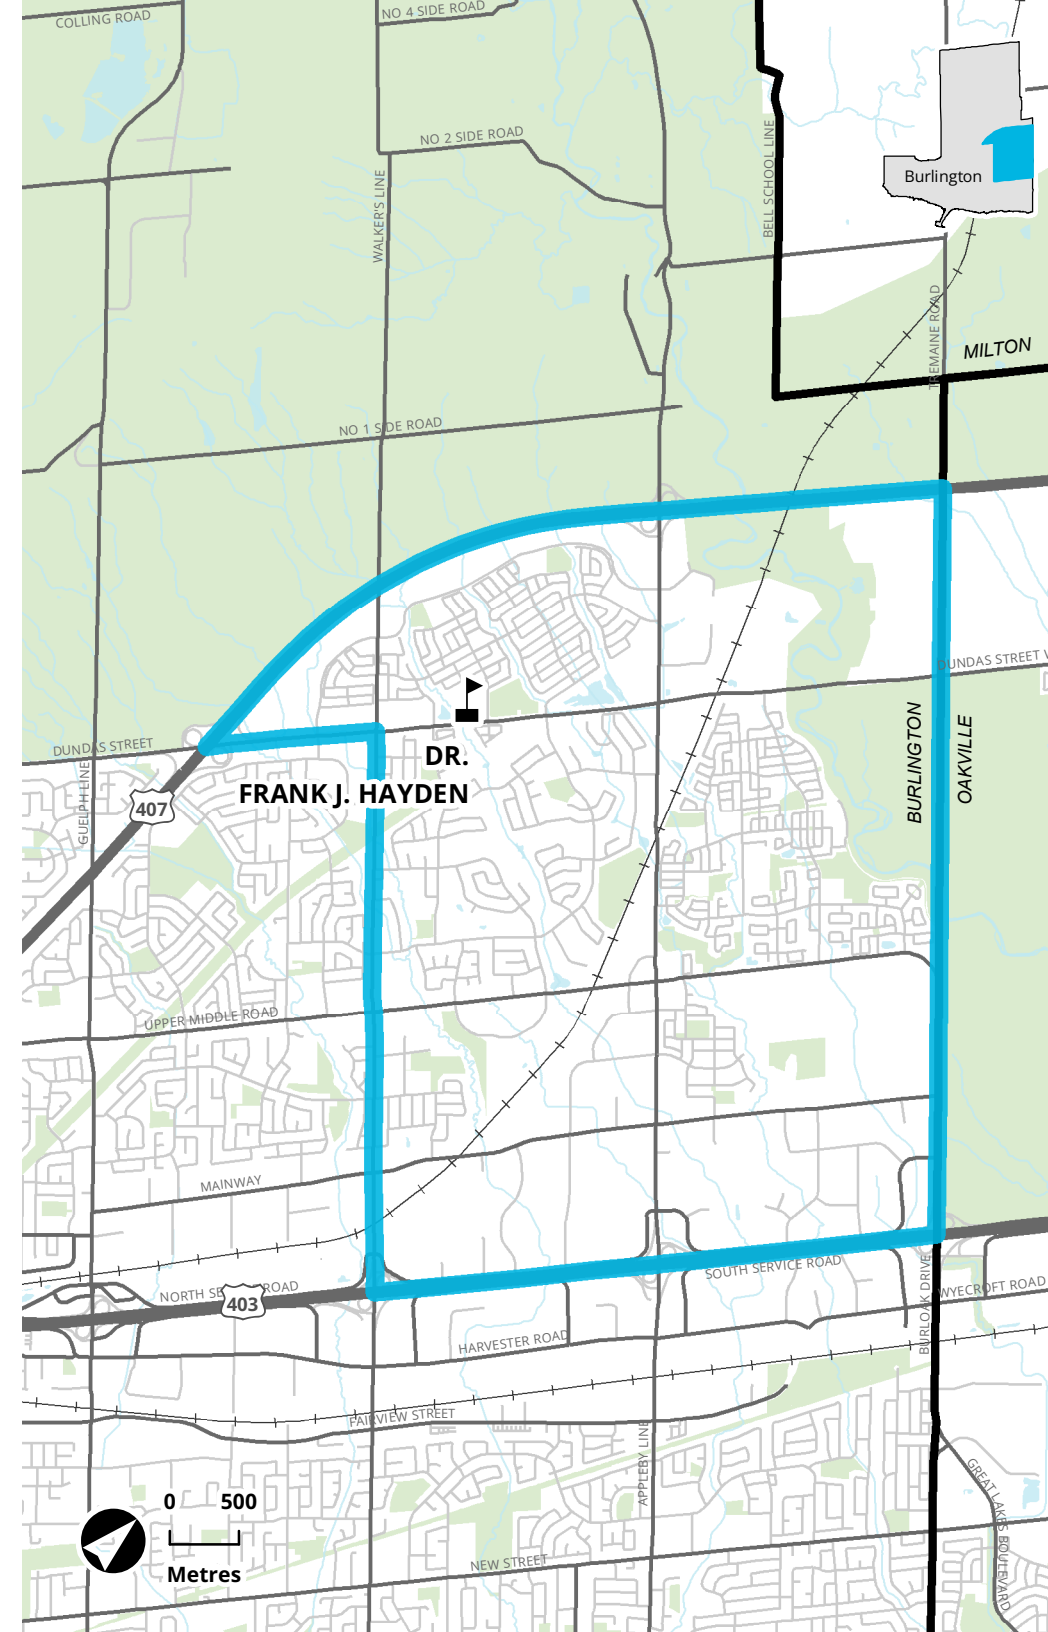 COLLING ROAD
NO 4 SIDE ROAD
NO 2 SIDE ROAD
WALKER'S LINE
BELL SCHOOL LINE
Burlington
TREMAINE ROAD
MILTON
NO 1 SIDE ROAD
DUNDAS STREET W
DUNDAS STREET
GUELPH LINE
407
DR.
FRANK J. HAYDEN
BURLINGTON
OAKVILLE
UPPER MIDDLE ROAD
MAINWAY
NORTH SE ROAD
403
SOUTH SERVICE ROAD
BURLOAK DRIVE
WYECROFT ROAD
HARVESTER ROAD
FAIRVIEW STREET
APPLEBY LINE
GREAT LAKES BOULEVARD
NEW STREET
0 500
Metres